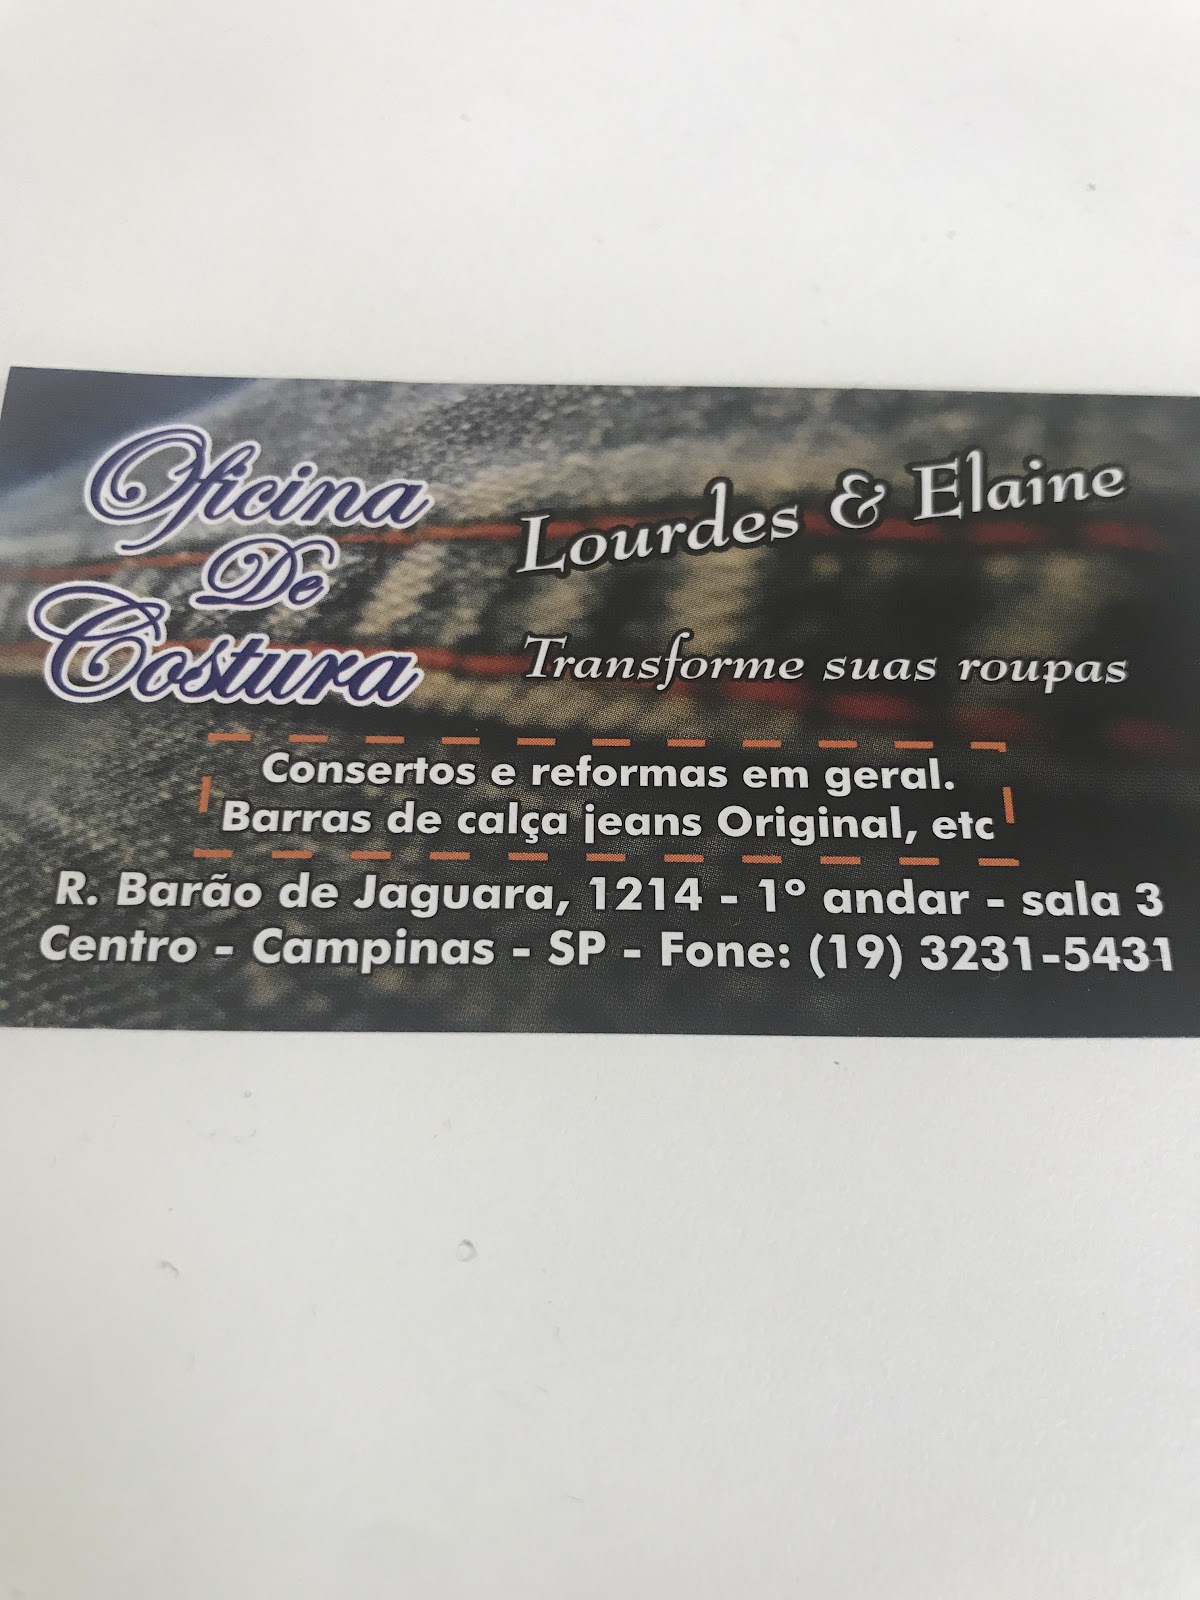 Oficina
De
Costura
Lourdes & Elaine
Transforme suas roupas
Consertos e reformas em geral.
Barras de calça jeans Original, etc
R. Barão de Jaguara, 1214 - 1º andar - sala 3
Centro - Campinas - SP - Fone: (19) 3231-5431